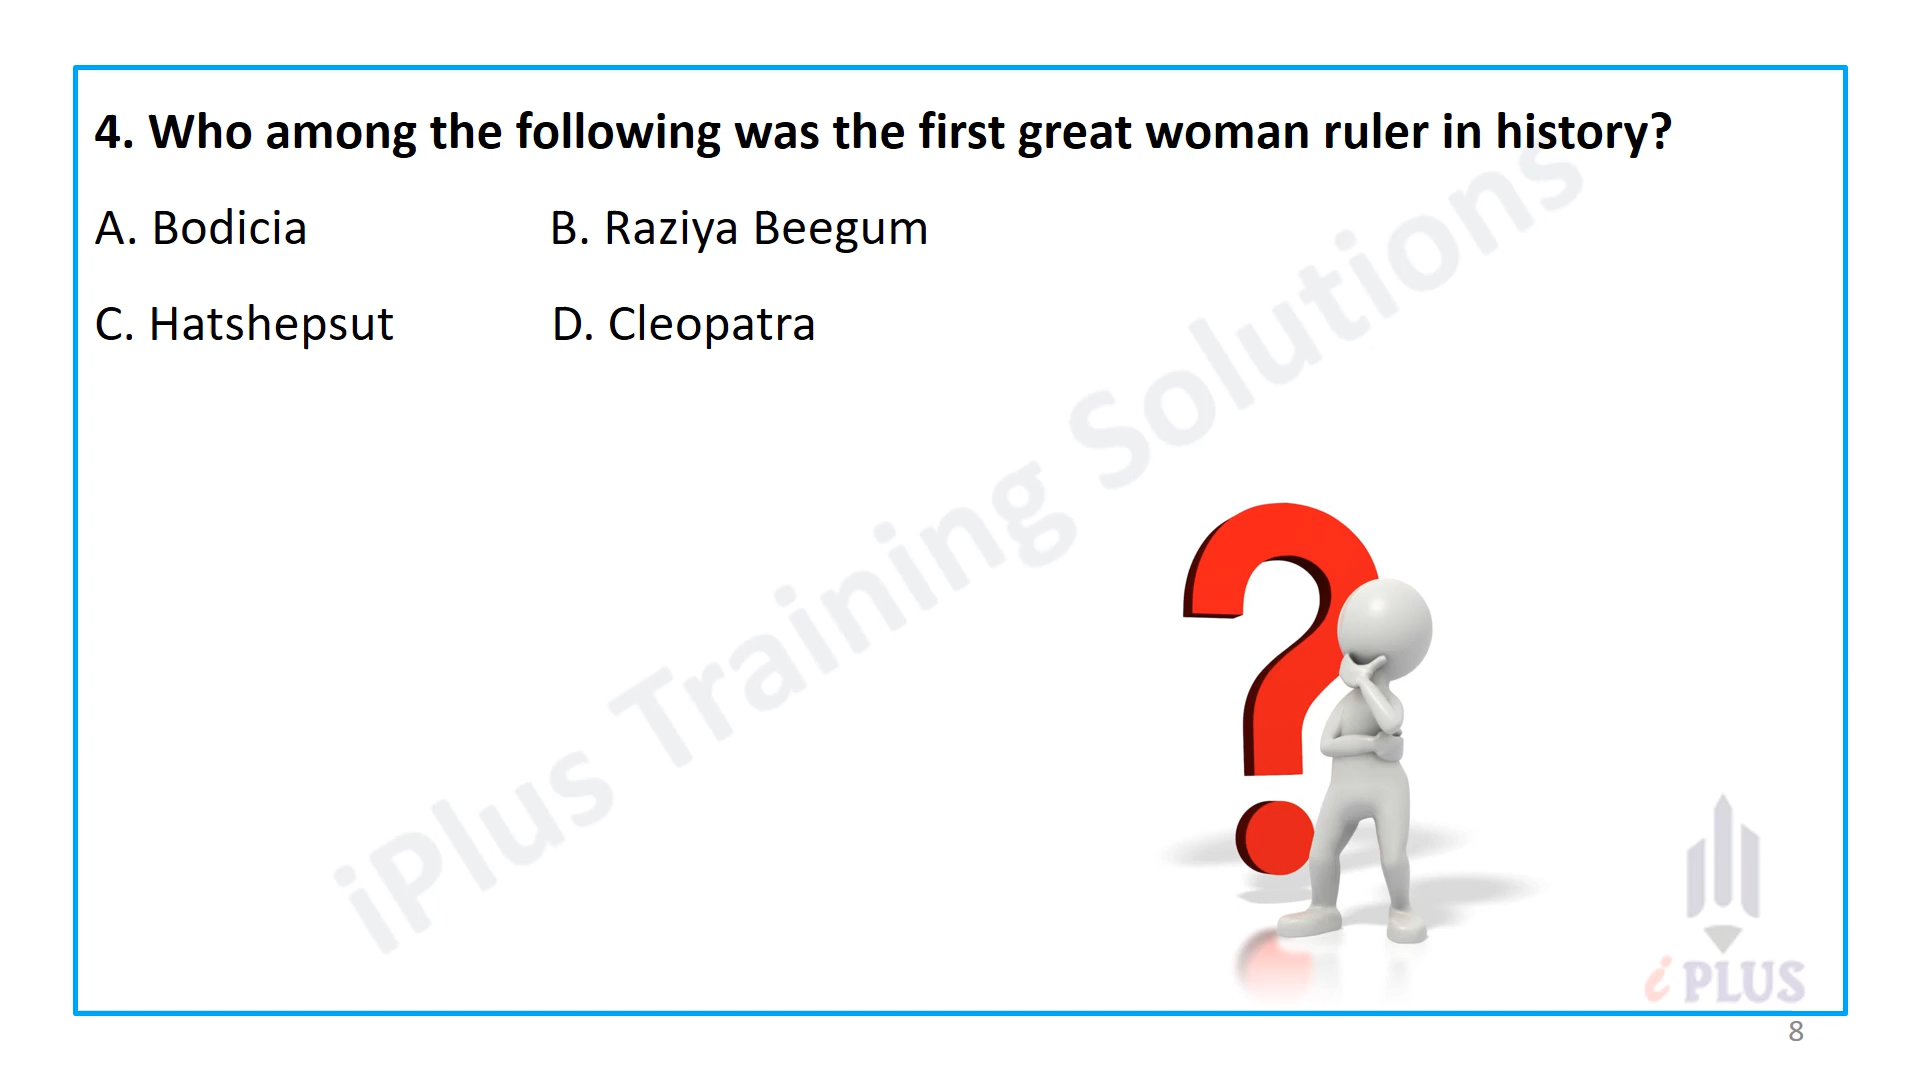 4. Who among the following was the first great woman ruler in history?
A. Bodicia B. Raziya Beegum
C. Hatshepsut D. Cleopatra
iPlus Training Solutions
i PLUS
8